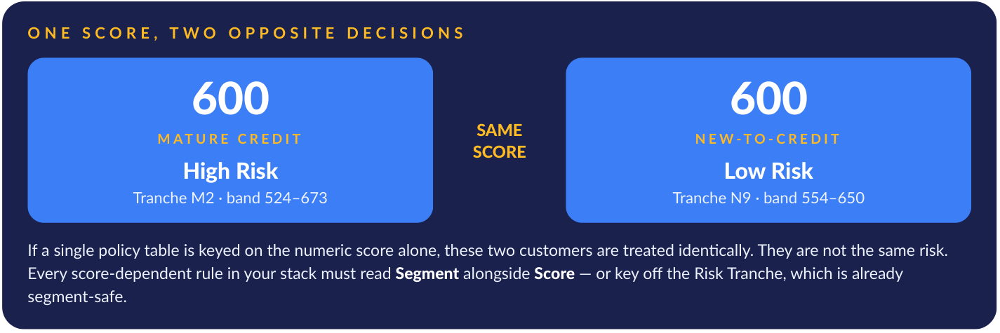 ONE SCORE, TWO OPPOSITE DECISIONS
600
MATURE CREDIT
High Risk
Tranche M2 · band 524–673
SAME
SCORE
600
NEW-TO-CREDIT
Low Risk
Tranche N9 · band 554–650
If a single policy table is keyed on the numeric score alone, these two customers are treated identically. They are not the same risk.
Every score-dependent rule in your stack must read Segment alongside Score — or key off the Risk Tranche, which is already
segment-safe.